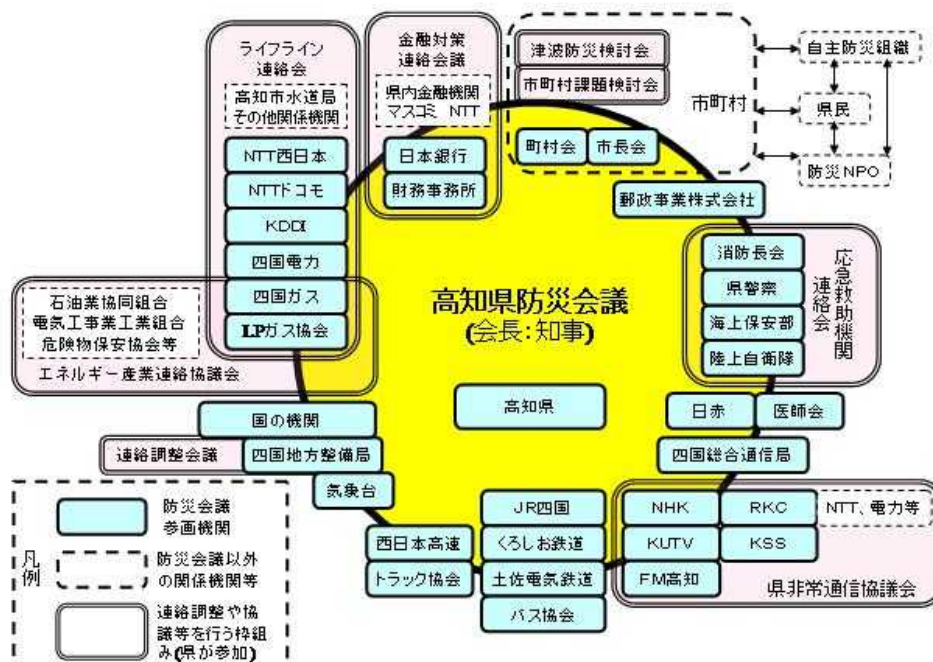 ライフライン
連絡会
高知市水道局
その他関係機関
NTT西日本
NTTドコモ
KDDI
四国電力
四国ガス
LPガス協会
石油業協同組合
電気工事業工業組合
危険物保安協会等
エネルギー産業連絡協議会
金融対策
連絡会議
県内金融機関
マスコミ NTT
日本銀行
財務事務所
津波防災検討会
市町村課題検討会
市町村
町村会
市長会
自主防災組織
県民
防災NPO
郵政事業株式会社
消防長会
県警察
海上保安部
陸上自衛隊
応急救助機関
連絡会
高知県防災会議
(会長:知事)
高知県
日赤
医師会
四国総合通信局
国の機関
連絡調整会議
四国地方整備局
気象台
西日本高速
トラック協会
JR四国
くろしお鉄道
土佐電気鉄道
バス協会
NHK
RKC
NTT、電力等
KUTV
KSS
FM高知
県非常通信協議会
凡例
防災会議
参画機関
防災会議以外
の関係機関等
連絡調整や協
議等を行う枠組
み(県が参加)